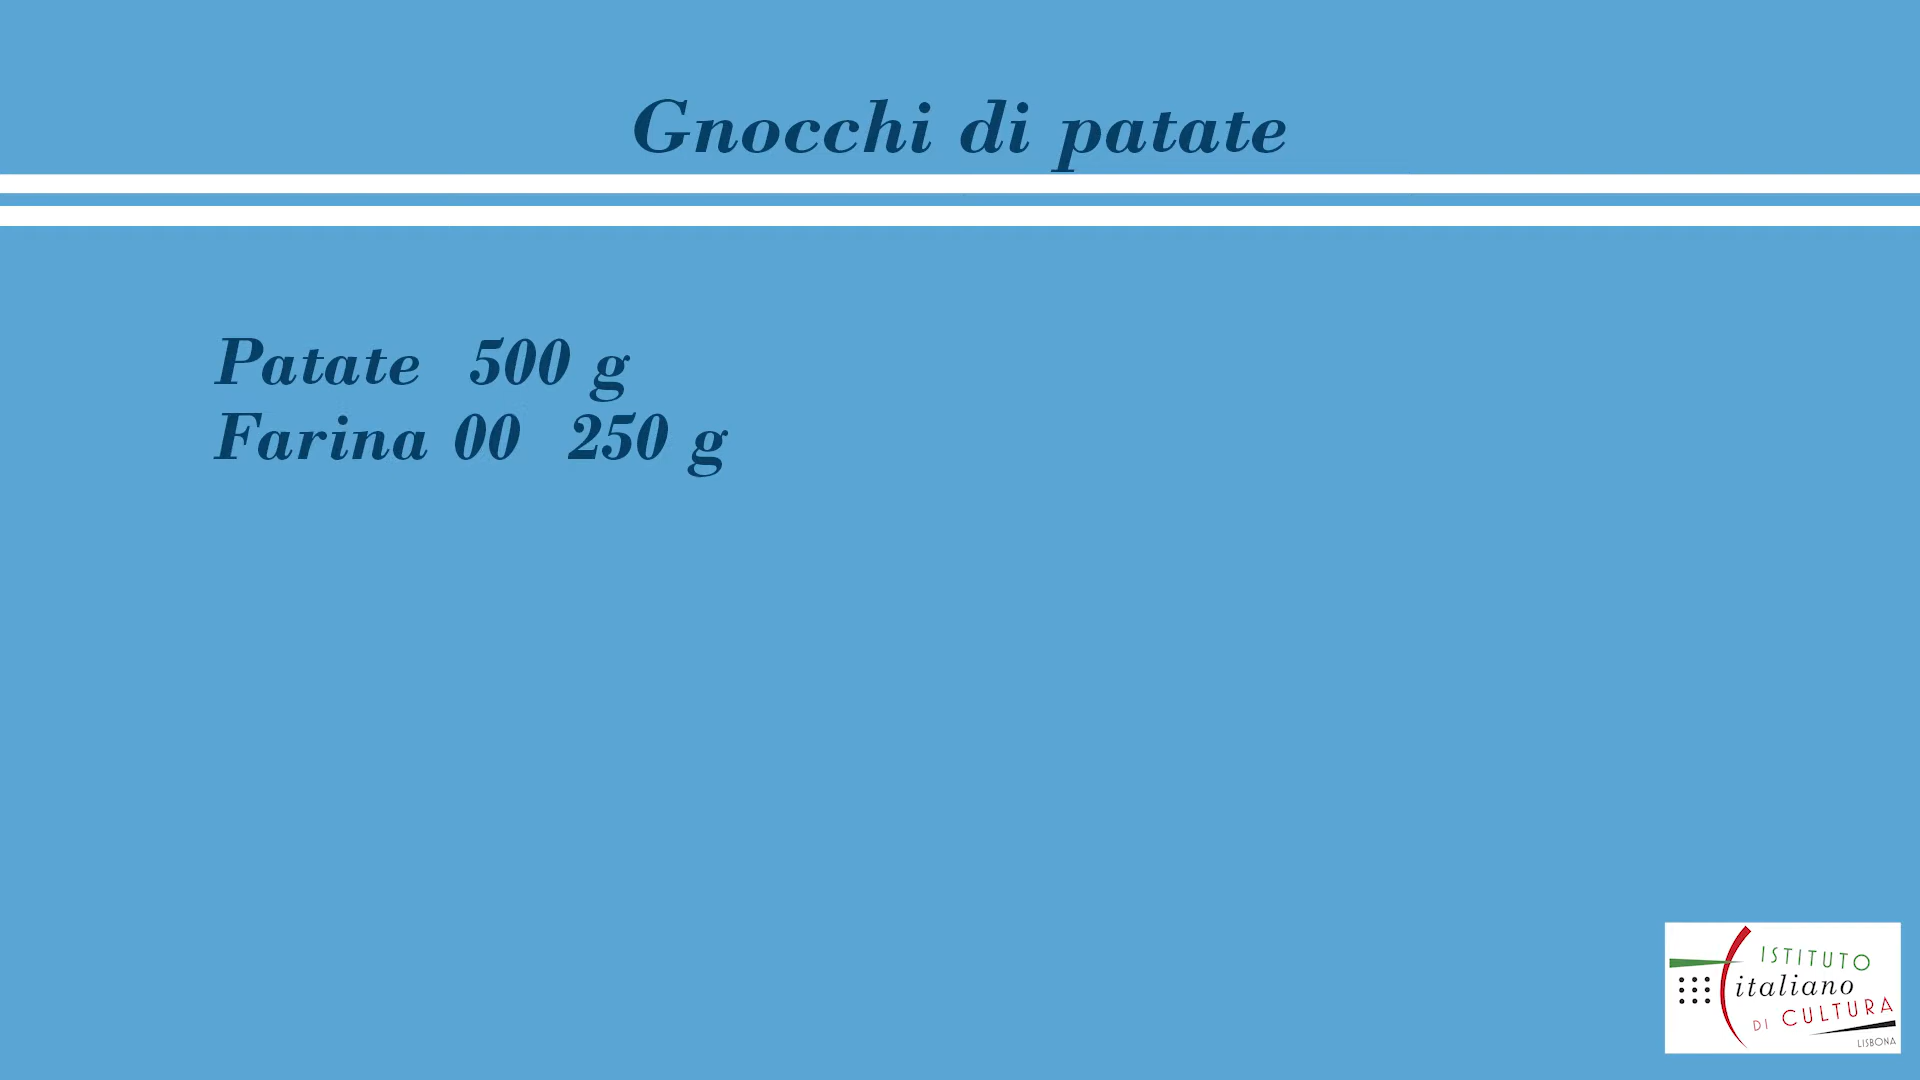 Gnocchi di patate
Patate 500 g
Farina 00 250 g
ISTITUTO
italiano
DI CULTURA
LISBONA